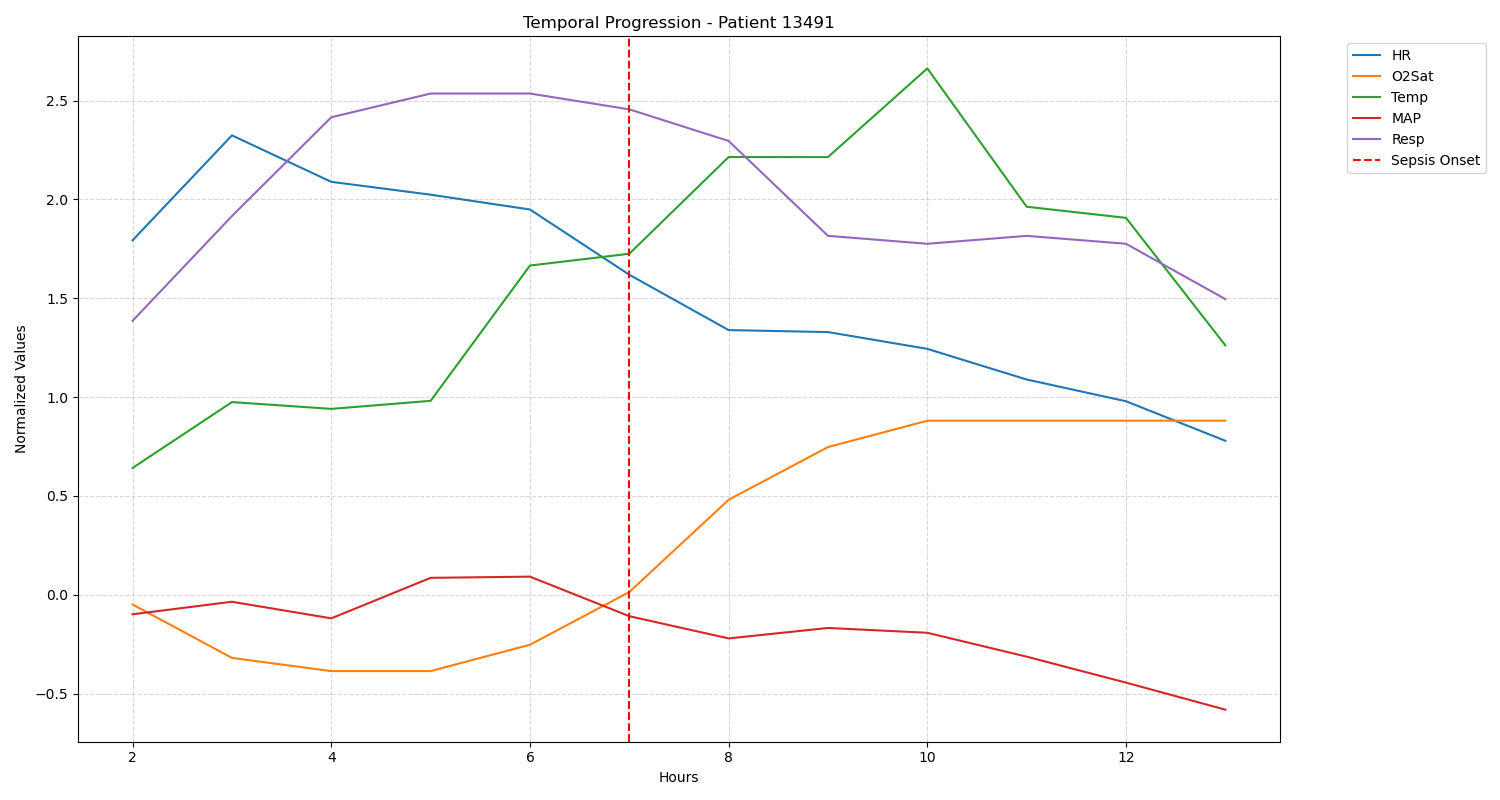 Temporal Progression - Patient 13491
HR
O2Sat
Temp
MAP
Resp
Sepsis Onset
Normalized Values
2.5
2.0
1.5
1.0
0.5
0.0
−0.5
2 4 6 8 10 12
Hours